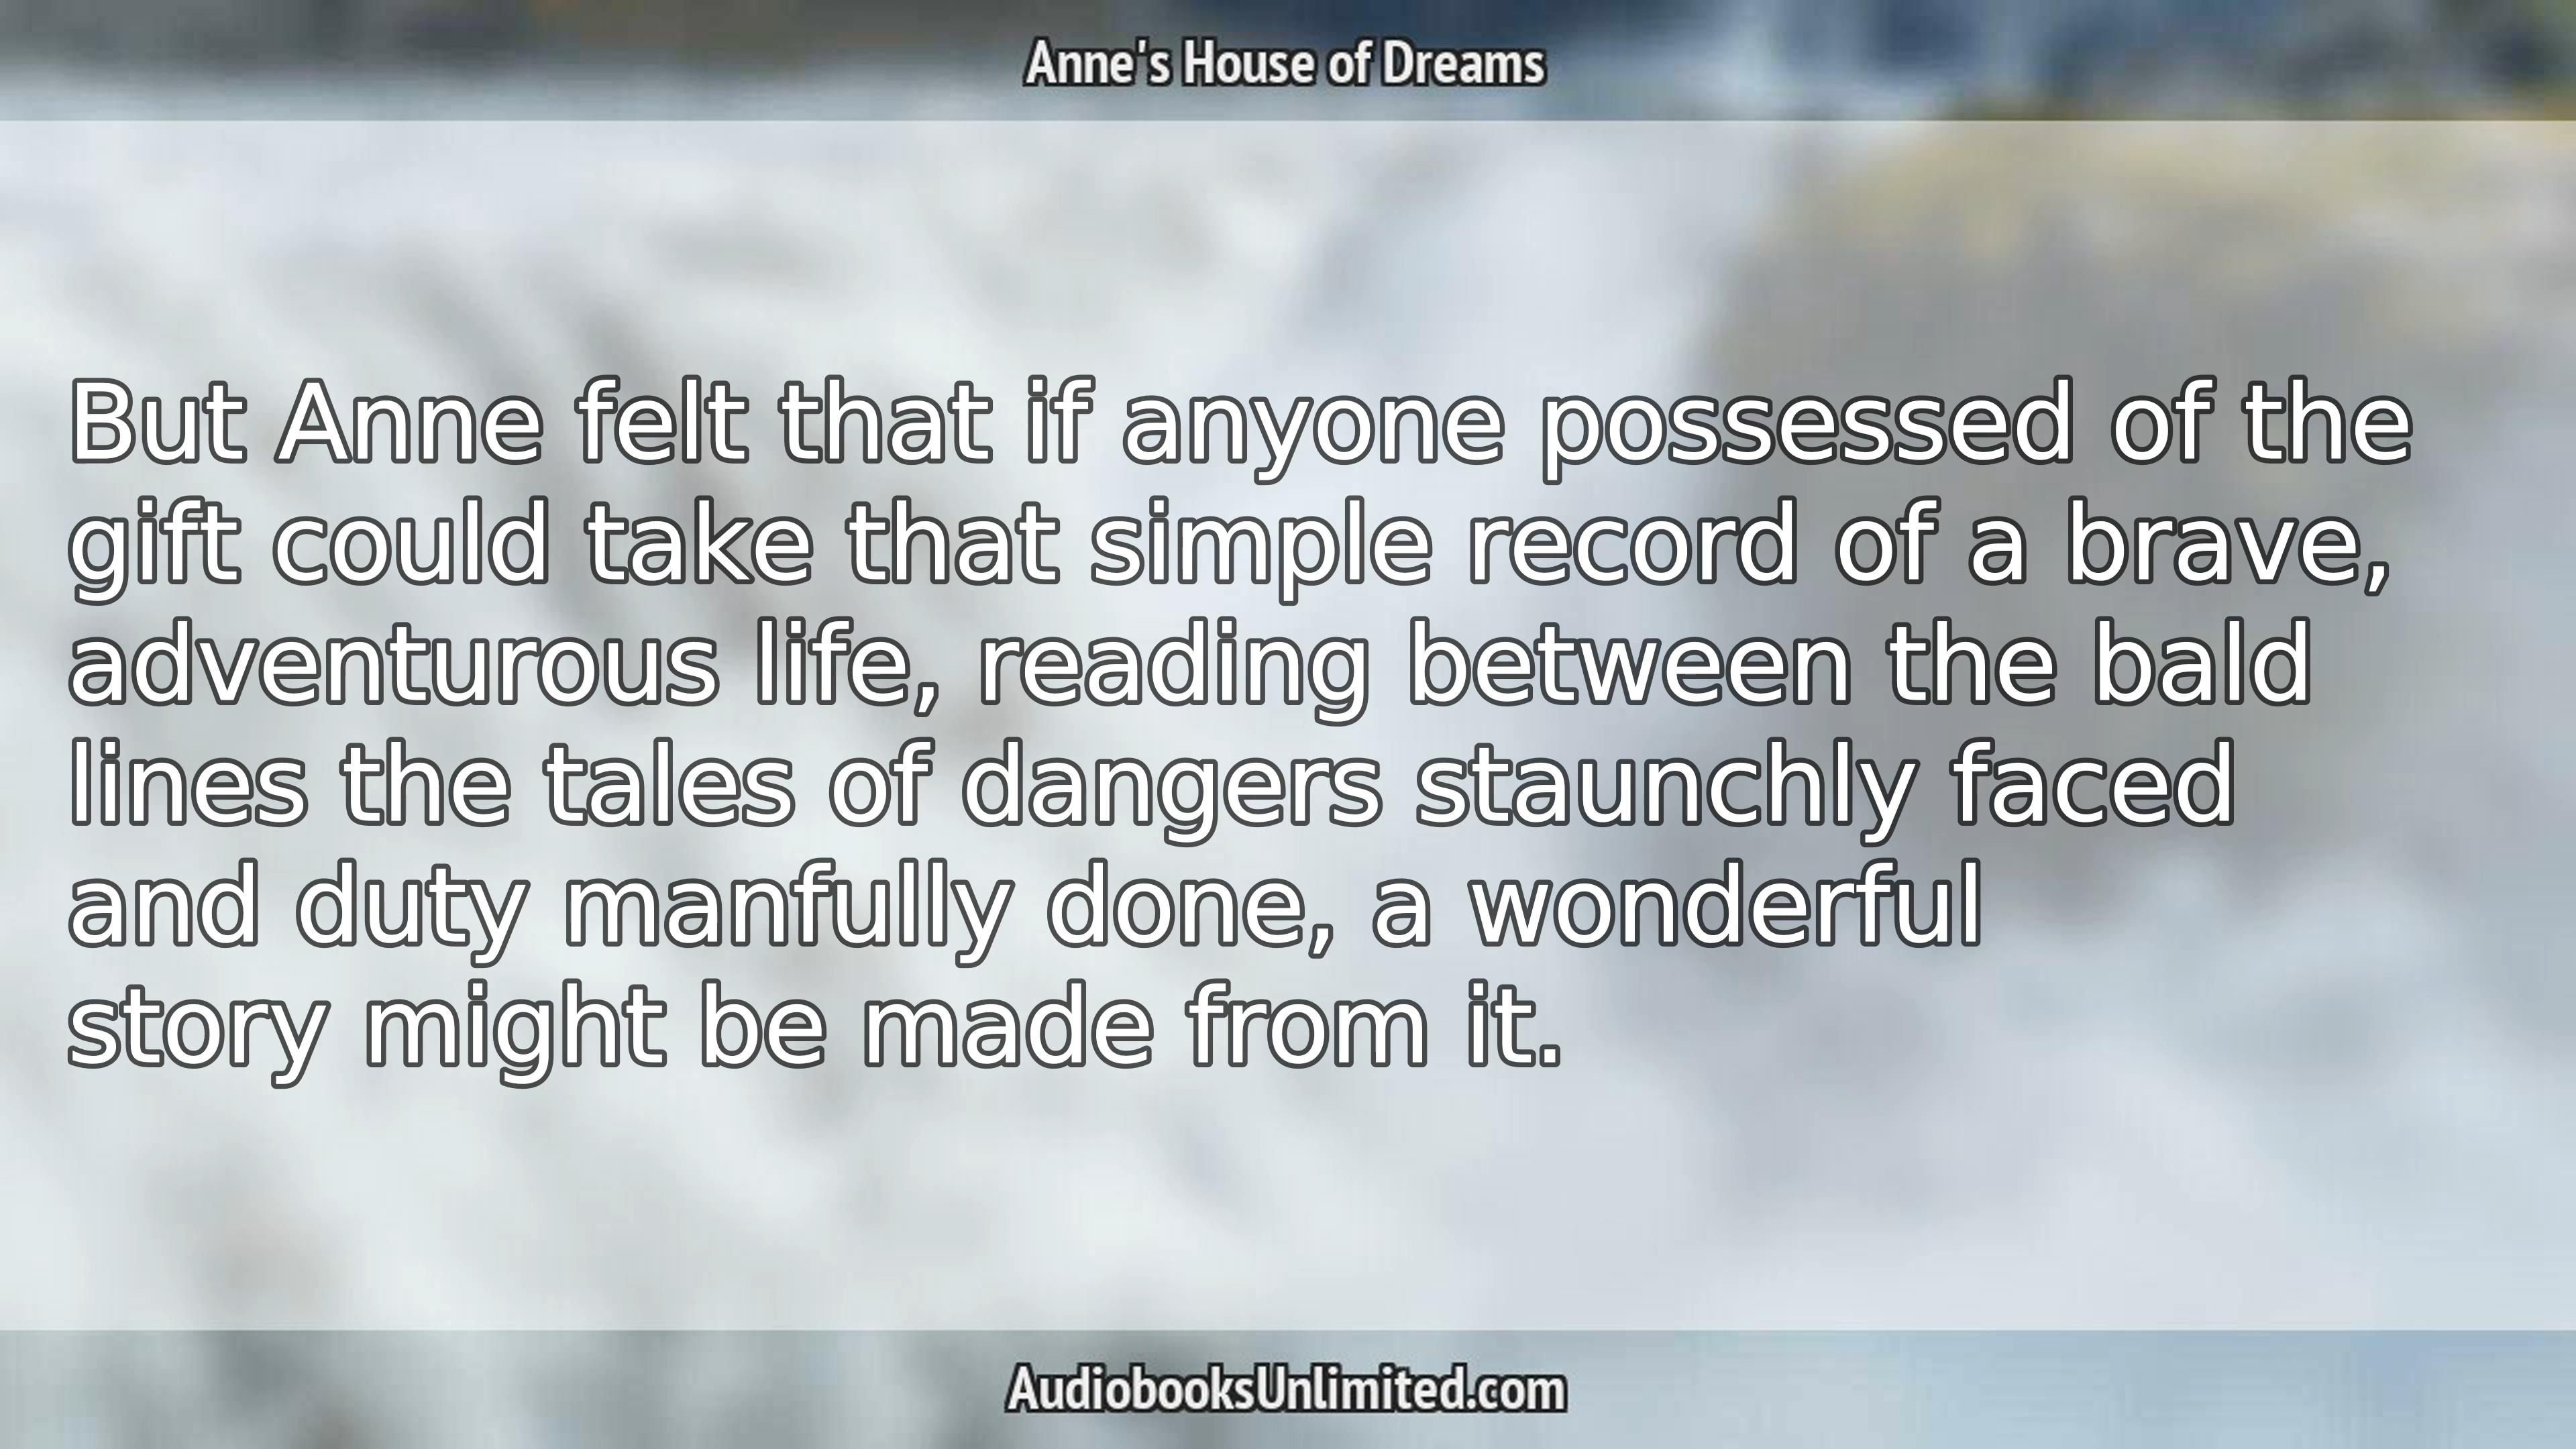 Anne's House of Dreams
But Anne felt that if anyone possessed of the
gift could take that simple record of a brave,
adventurous life, reading between the bald
lines the tales of dangers staunchly faced
and duty manfully done, a wonderful
story might be made from it.
AudiobooksUnlimited.com